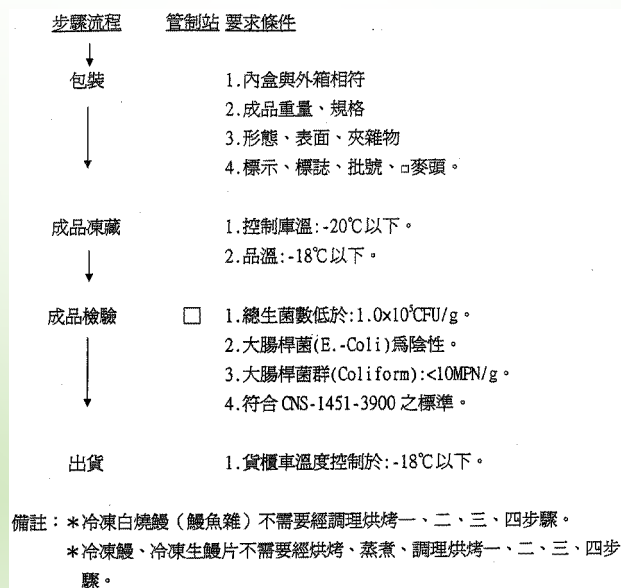 步驟流程 管制站 要求條件
包裝 1.內盒與外箱相符
2.成品重量、規格
3.形態、表面、夾雜物
4.標示、標誌、批號、□麥頭。
成品凍藏 1.控制庫溫:-20℃以下。
2.品溫:-18℃以下。
成品檢驗 □ 1.總生菌數低於:1.0×10⁵CFU/g。
2.大腸桿菌(E.-Coli)爲陰性。
3.大腸桿菌群(Coliform):<10MPN/g。
4.符合CNS-1451-3900之標準。
出貨 1.貨櫃車溫度控制於:-18℃以下。
備註：＊冷凍白燒鰻（鰻魚雜）不需要經調理烘烤一、二、三、四步驟。
＊冷凍鰻、冷凍生鰻片不需要經烘烤、蒸煮、調理烘烤一、二、三、四步
驟。